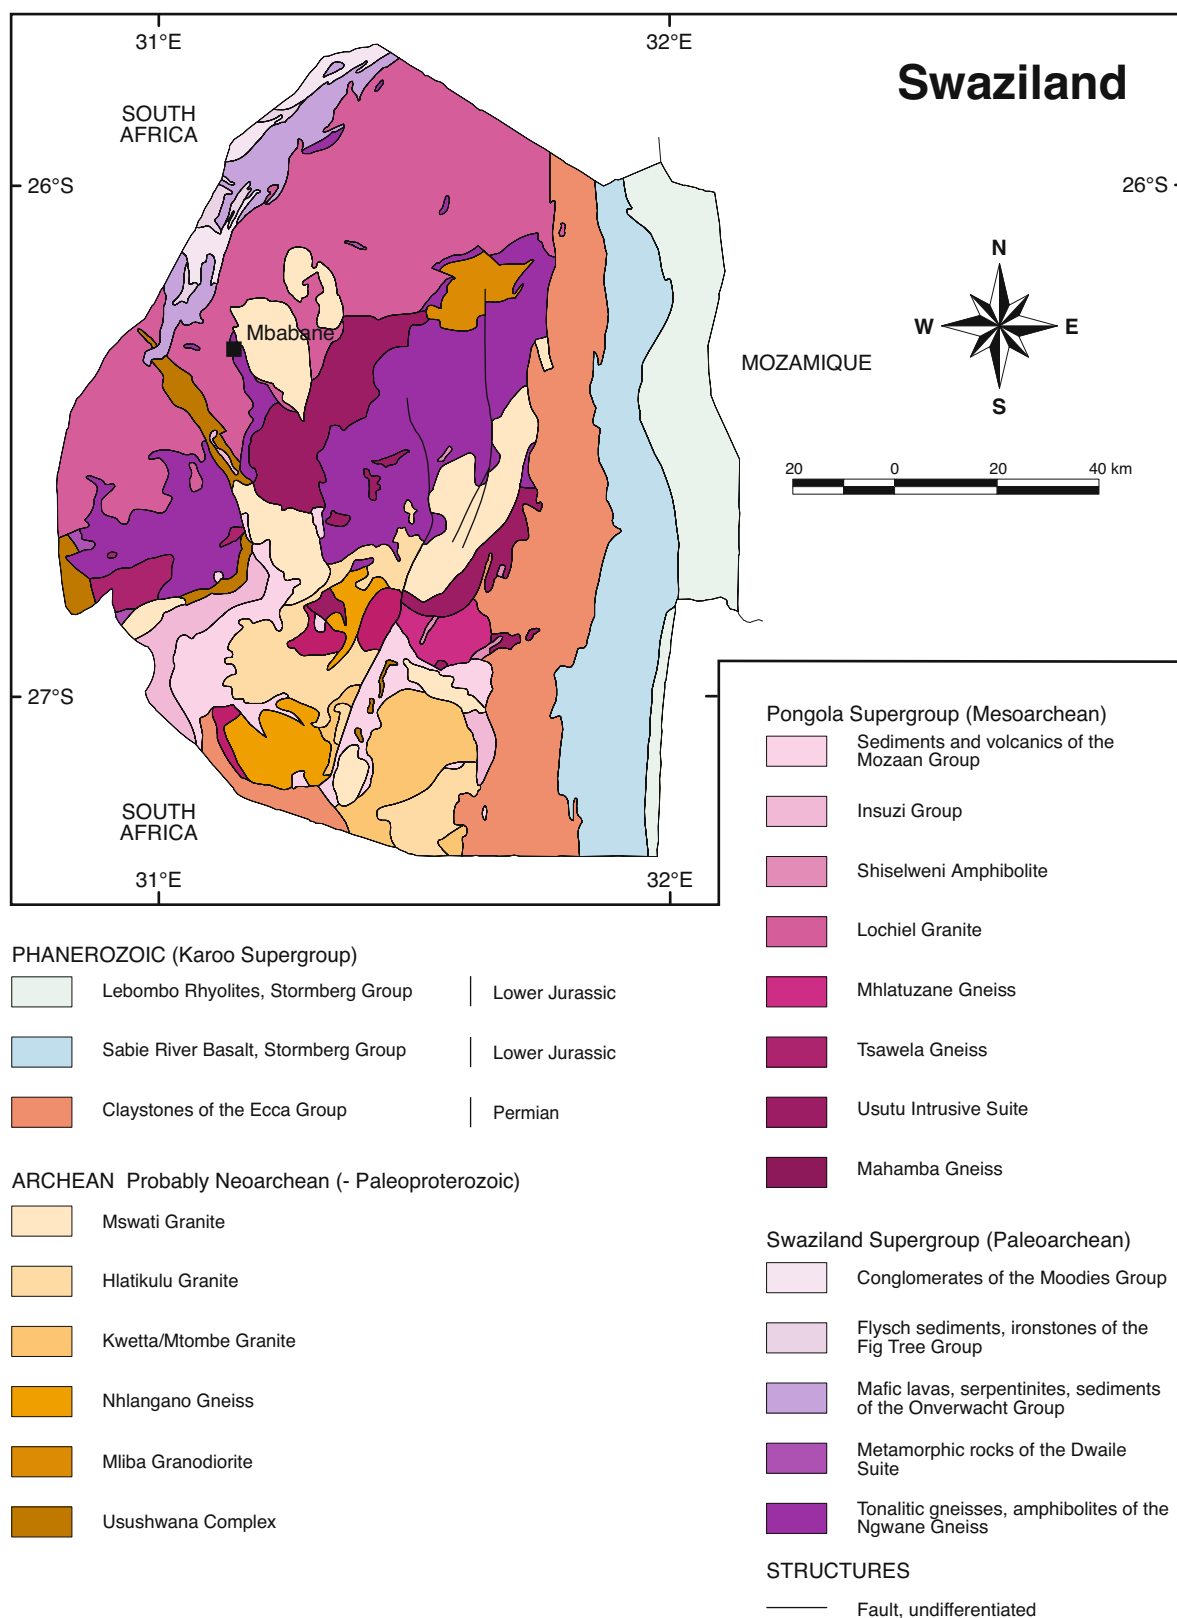 31°E
32°E
Swaziland
SOUTH
AFRICA
26°S
26°S
N
W
E
S
Mbabane
MOZAMIQUE
20
0
20
40 km
27°S
SOUTH
AFRICA
31°E
32°E
PHANEROZOIC (Karoo Supergroup)
Lebombo Rhyolites, Stormberg Group
Lower Jurassic
Sabie River Basalt, Stormberg Group
Lower Jurassic
Claystones of the Ecca Group
Permian
ARCHEAN Probably Neoarchean (- Paleoproterozoic)
Mswati Granite
Hlatikulu Granite
Kwetta/Mtombe Granite
Nhlangano Gneiss
Mliba Granodiorite
Usushwana Complex
Pongola Supergroup (Mesoarchean)
Sediments and volcanics of the
Mozaan Group
Insuzi Group
Shiselweni Amphibolite
Lochiel Granite
Mhlatuzane Gneiss
Tsawela Gneiss
Usutu Intrusive Suite
Mahamba Gneiss
Swaziland Supergroup (Paleoarchean)
Conglomerates of the Moodies Group
Flysch sediments, ironstones of the
Fig Tree Group
Mafic lavas, serpentinites, sediments
of the Onverwacht Group
Metamorphic rocks of the Dwaile
Suite
Tonalitic gneisses, amphibolites of the
Ngwane Gneiss
STRUCTURES
Fault, undifferentiated